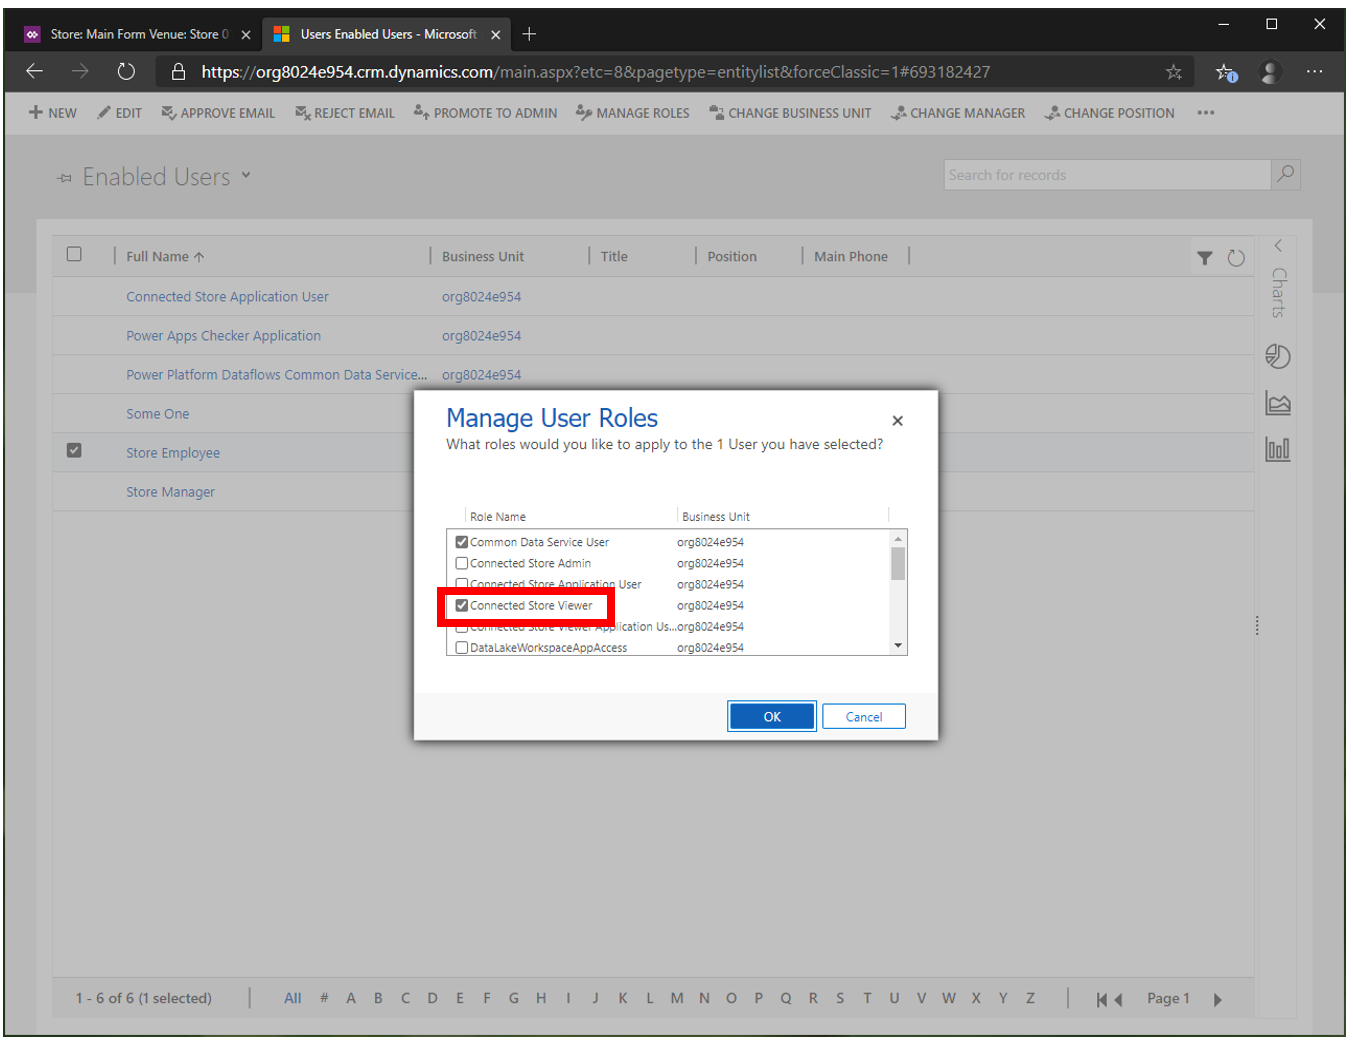 Store: Main Form Venue: Store 0
Users Enabled Users - Microsoft
https://org8024e954.crm.dynamics.com/main.aspx?etc=8&pagetype=entitylist&forceClassic=1#693182427
NEW EDIT APPROVE EMAIL REJECT EMAIL PROMOTE TO ADMIN MANAGE ROLES CHANGE BUSINESS UNIT CHANGE MANAGER CHANGE POSITION
Enabled Users
Search for records
Full Name Business Unit Title Position Main Phone
Charts
Connected Store Application User org8024e954
Power Apps Checker Application org8024e954
Power Platform Dataflows Common Data Service... org8024e954
Some One
Store Employee
Store Manager
Manage User Roles
What roles would you like to apply to the 1 User you have selected?
Role Name Business Unit
Common Data Service User org8024e954
Connected Store Admin org8024e954
Connected Store Application User org8024e954
Connected Store Viewer org8024e954
Connected Store Viewer Application Us... org8024e954
DataLakeWorkspaceAppAccess org8024e954
OK Cancel
1 - 6 of 6 (1 selected) All # A B C D E F G H I J K L M N O P Q R S T U V W X Y Z Page 1